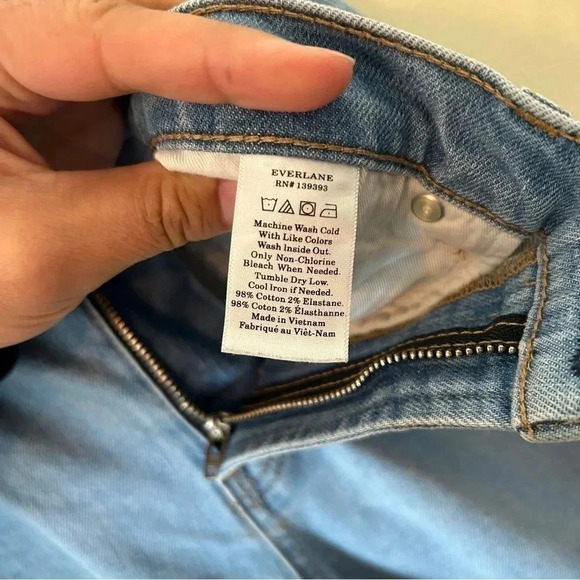 EVERLANE
RN# 139393
Machine Wash Cold
With Like Colors
Wash Inside Out.
Only Non-Chlorine
Bleach When Needed.
Tumble Dry Low.
Cool Iron if Needed.
98% Cotton 2% Elastane.
98% Coton 2% Élasthanne.
Made in Vietnam
Fabriqué au Viêt-Nam